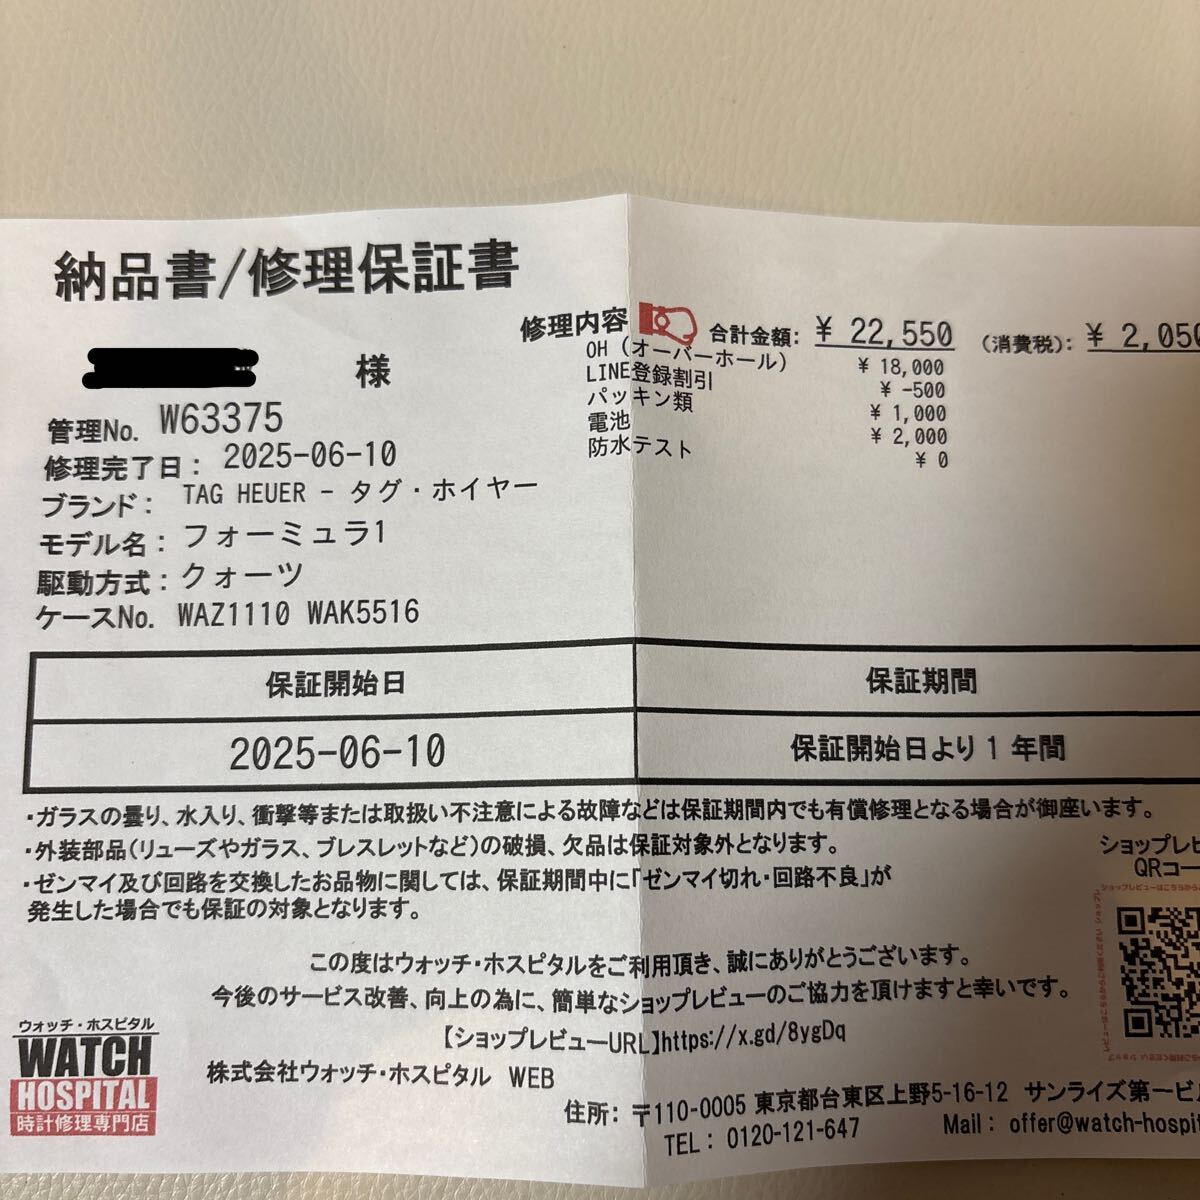 納品書/修理保証書
様
管理No. W63375
修理完了日: 2025-06-10
ブランド: TAG HEUER - タグ・ホイヤー
モデル名: フォーミュラ1
駆動方式: クォーツ
ケースNo. WAZ1110 WAK5516
修理内容 合計金額: ¥ 22,550 (消費税): ¥ 2,050
OH (オーバーホール) ¥ 18,000
LINE登録割引 ¥ -500
パッキン類 ¥ 1,000
電池 ¥ 2,000
防水テスト ¥ 0
保証開始日 保証期間
2025-06-10 保証開始日より1年間
・ガラスの曇り、水入り、衝撃等または取扱い不注意による故障などは保証期間内でも有償修理となる場合が御座います。
・外装部品(リューズやガラス、ブレスレットなど)の破損、欠品は保証対象外となります。
・ゼンマイ及び回路を交換したお品物に関しては、保証期間中に「ゼンマイ切れ・回路不良」が
発生した場合でも保証の対象となります。
ショップレビ
QRコー
この度はウォッチ・ホスピタルをご利用頂き、誠にありがとうございます。
今後のサービス改善、向上の為に、簡単なショップレビューのご協力を頂けますと幸いです。
【ショップレビューURL】https://x.gd/8ygDq
ウォッチ・ホスピタル
WATCH
HOSPITAL
時計修理専門店
株式会社ウォッチ・ホスピタル WEB
住所: 〒110-0005 東京都台東区上野5-16-12 サンライズ第一ビル
TEL: 0120-121-647 Mail: offer@watch-hospit